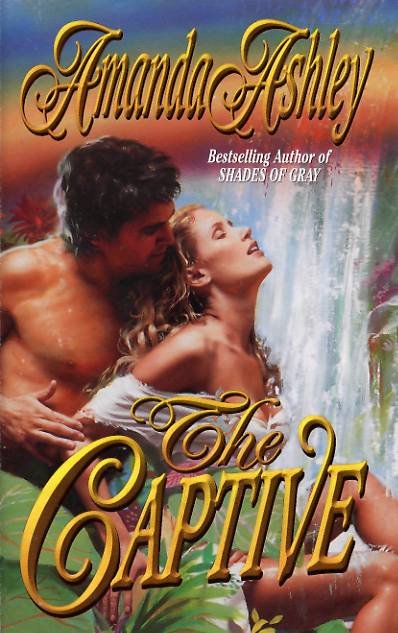 Amanda Ashley
Bestselling Author of
SHADES OF GRAY
The
CAPTIVE